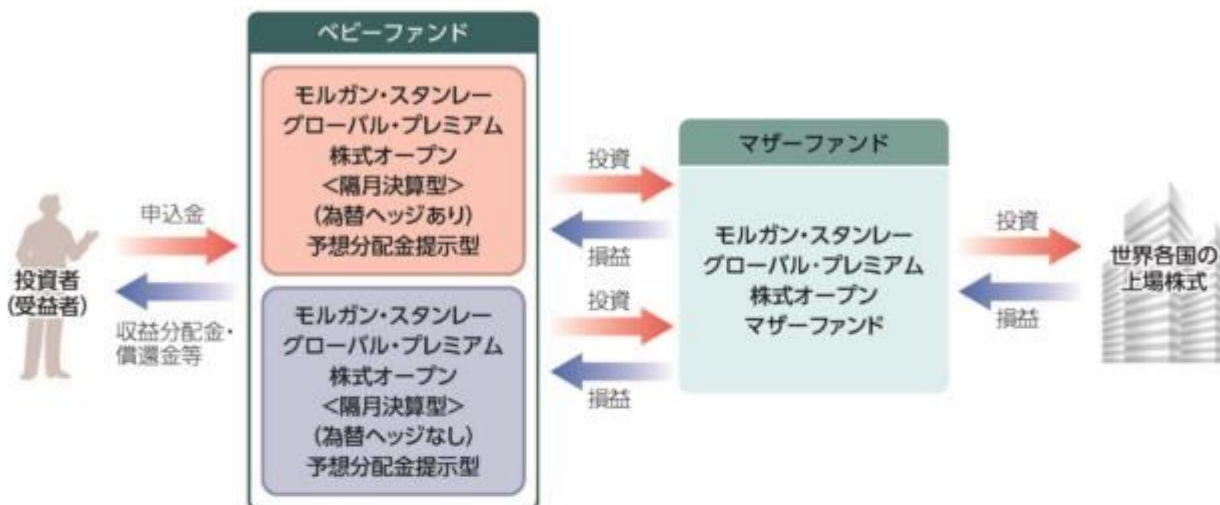 ベビーファンド
モルガン・スタンレー
グローバル・プレミアム
株式オープン
<隔月決算型>
(為替ヘッジあり)
予想分配金提示型
モルガン・スタンレー
グローバル・プレミアム
株式オープン
<隔月決算型>
(為替ヘッジなし)
予想分配金提示型
申込金
投資者
(受益者)
収益分配金・
償還金等
投資
損益
投資
損益
マザーファンド
モルガン・スタンレー
グローバル・プレミアム
株式オープン
マザーファンド
投資
損益
世界各国の
上場株式